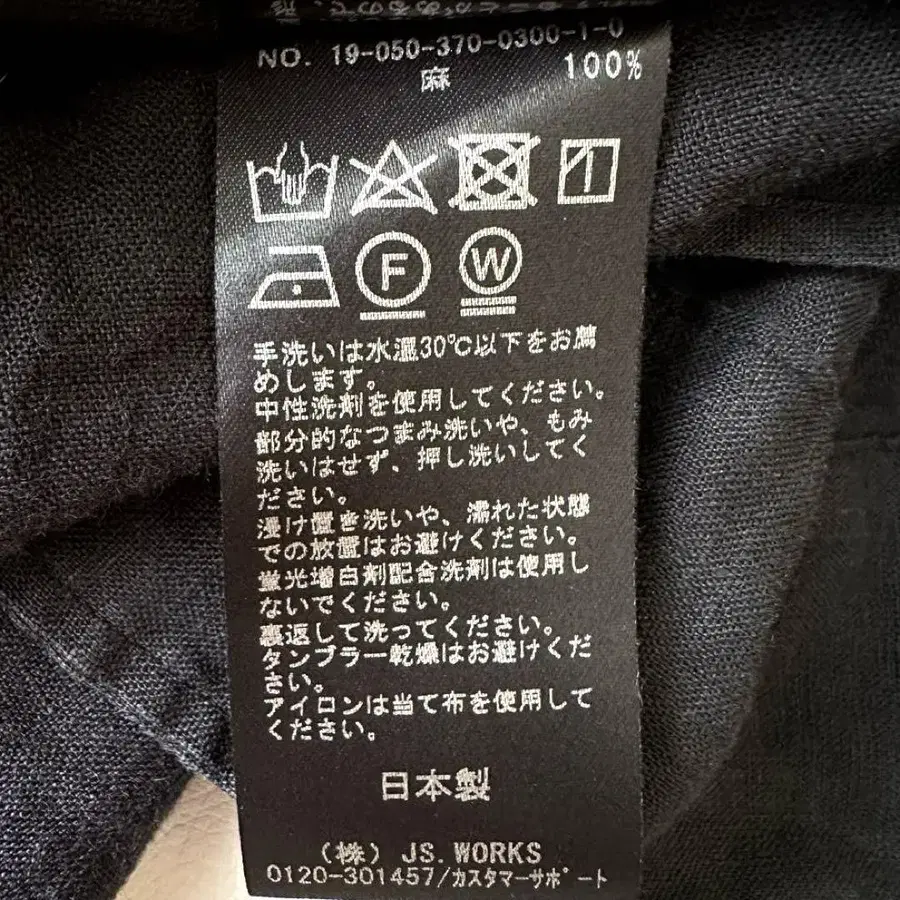 NO. 19-050-370-0300-1-0
麻 100%
F W
手洗いは水温30℃以下をお薦
めします。
中性洗剤を使用してください。
部分的なつまみ洗いや、もみ
洗いはせず、押し洗いしてく
ださい。
浸け置き洗いや、濡れた状態
での放置はお避けください。
蛍光増白剤配合洗剤は使用し
ないでください。
裏返して洗ってください。
タンブラー乾燥はお避けくだ
さい。
アイロンは当て布を使用して
ください。
日本製
(株) JS.WORKS
0120-301457/カスタマーサポート